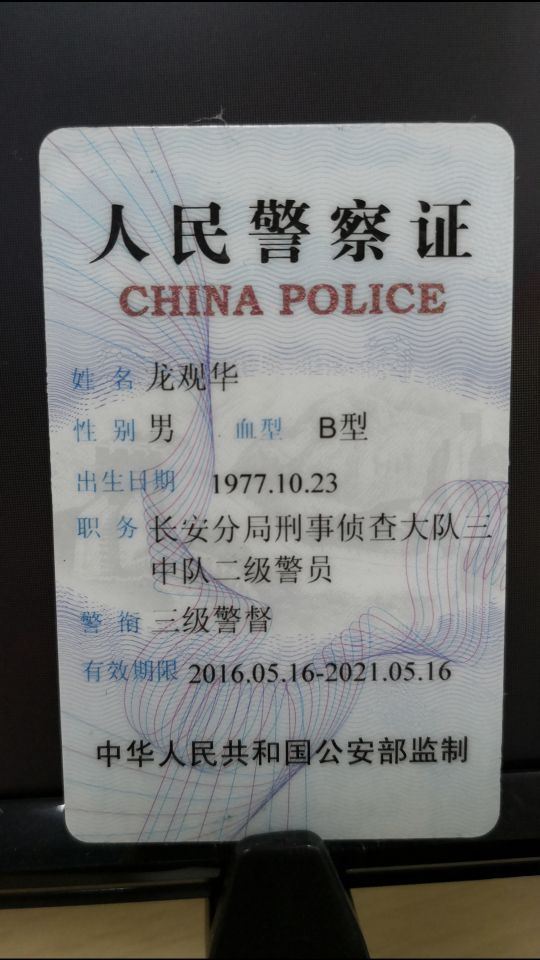 人民警察证
CHINA POLICE
姓 名 龙观华
性 别 男 血型 B型
出生日期 1977.10.23
职 务 长安分局刑事侦查大队三
中队二级警员
警 衔 三级警督
有效期限 2016.05.16-2021.05.16
中华人民共和国公安部监制